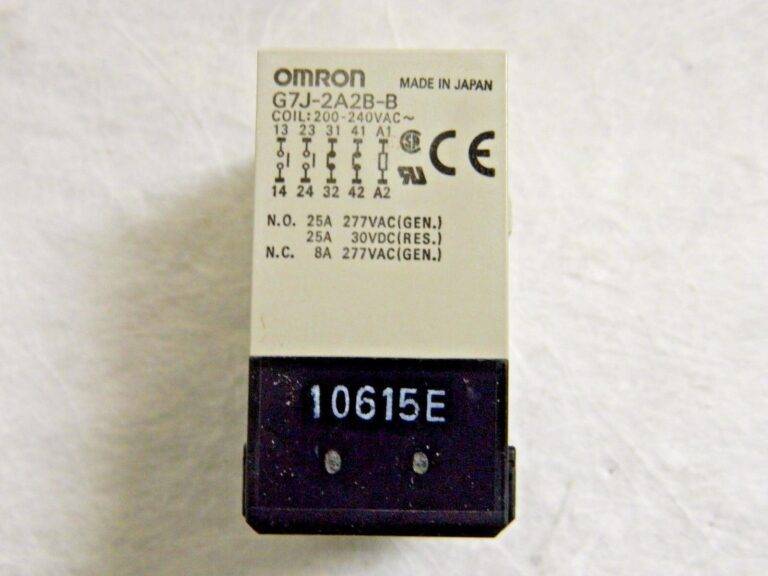 OMRON MADE IN JAPAN
G7J-2A2B-B
COIL:200-240VAC~
13 23 31 41 A1
14 24 32 42 A2
CE
N.O. 25A 277VAC(GEN.)
25A 30VDC(RES.)
N.C. 8A 277VAC(GEN.)
10615E